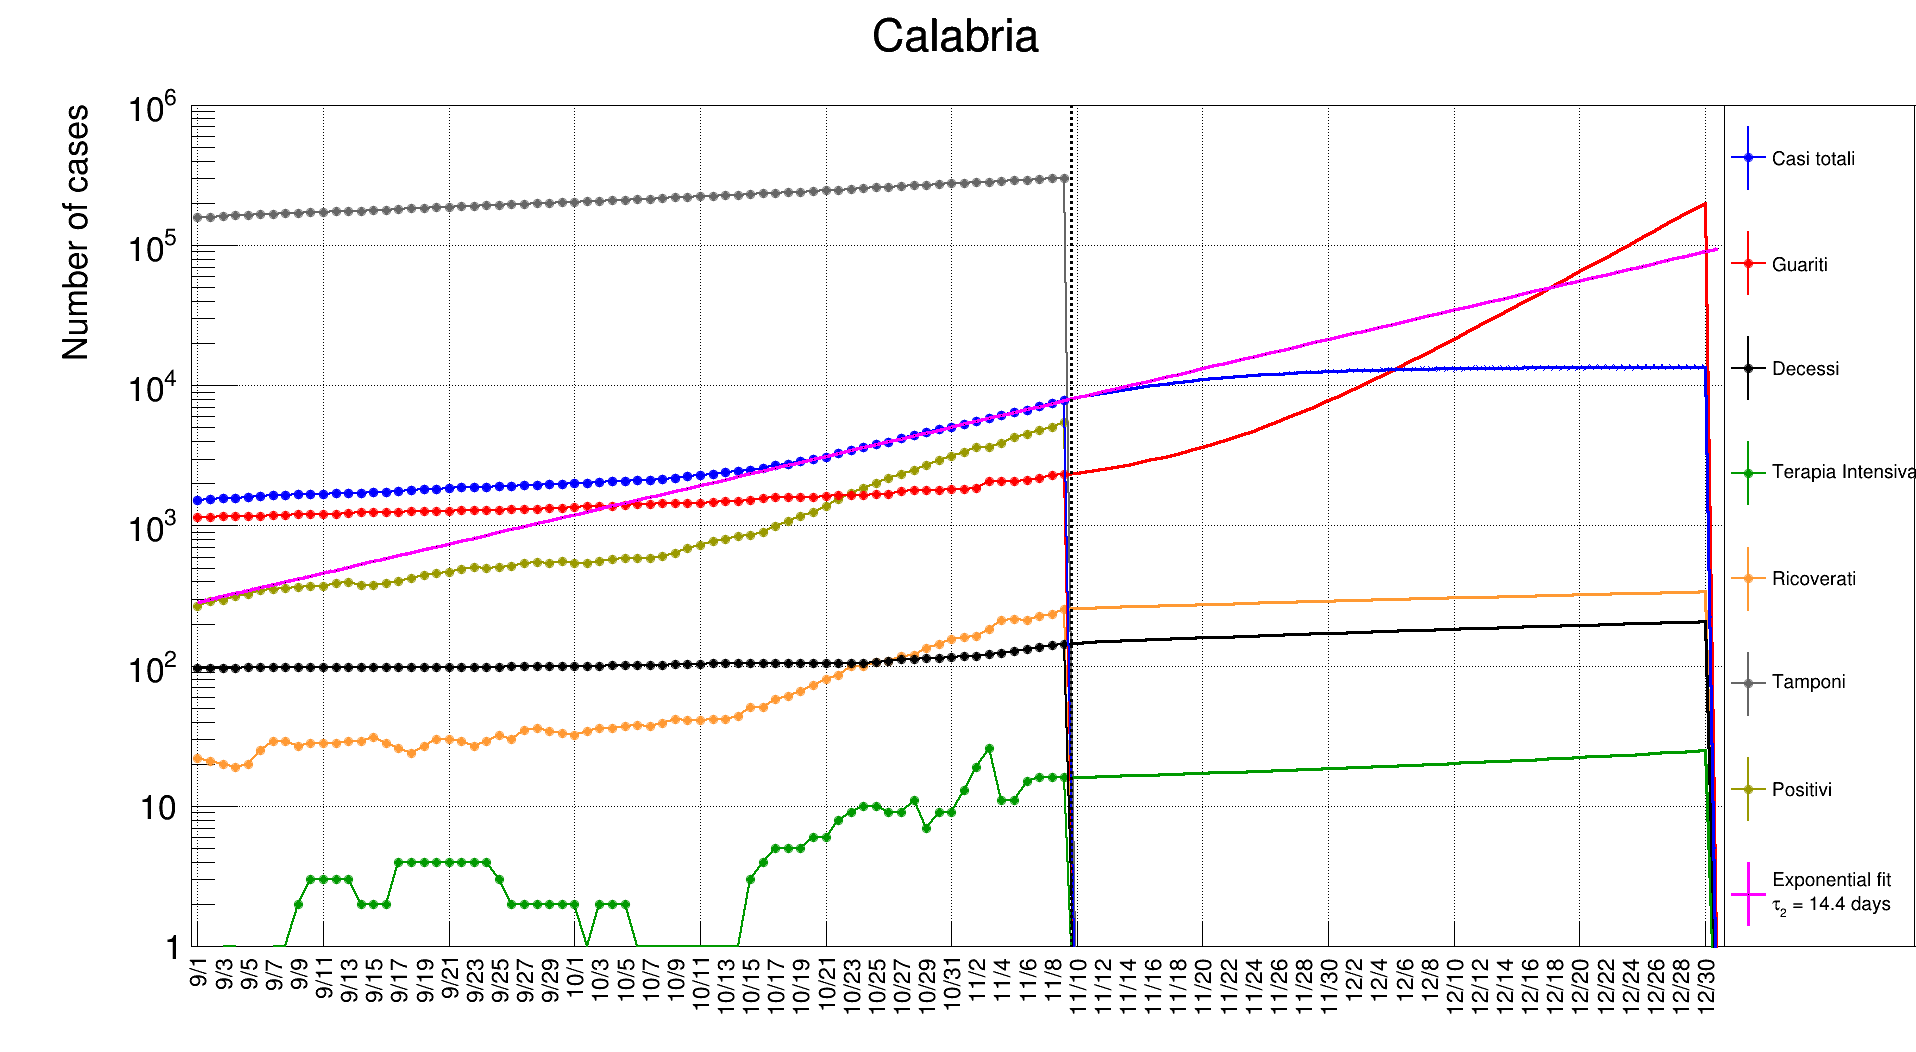 Calabria
Number of cases
10^6
10^5
10^4
10^3
10^2
10
1
9/1 9/3 9/5 9/7 9/9 9/11 9/13 9/15 9/17 9/19 9/21 9/23 9/25 9/27 9/29 10/1 10/3 10/5 10/7 10/9 10/11 10/13 10/15 10/17 10/19 10/21 10/23 10/25 10/27 10/29 10/31 11/2 11/4 11/6 11/8 11/10 11/12 11/14 11/16 11/18 11/20 11/22 11/24 11/26 11/28 11/30 12/2 12/4 12/6 12/8 12/10 12/12 12/14 12/16 12/18 12/20 12/22 12/24 12/26 12/28 12/30
Casi totali
Guariti
Decessi
Terapia Intensiva
Ricoverati
Tamponi
Positivi
Exponential fit
τ_2 = 14.4 days